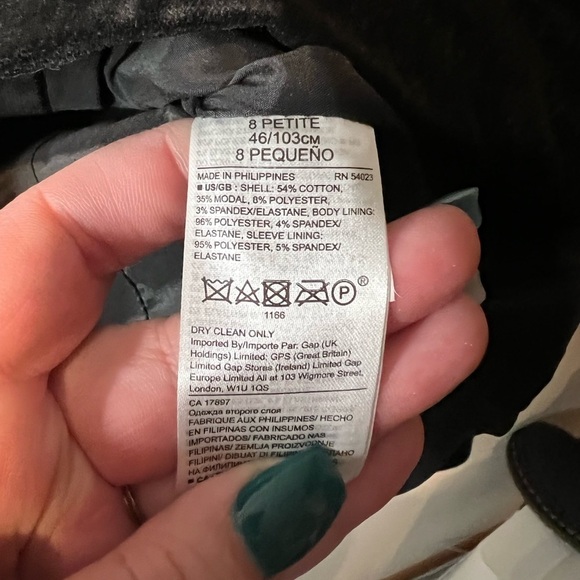 8 PETITE
46/103CM
8 PEQUEÑO
MADE IN PHILIPPINES RN 54023
■ US/GB : SHELL: 54% COTTON,
35% MODAL, 8% POLYESTER,
3% SPANDEX/ELASTANE, BODY LINING:
96% POLYESTER, 4% SPANDEX/
ELASTANE, SLEEVE LINING:
95% POLYESTER, 5% SPANDEX/
ELASTANE
P ®
1166
DRY CLEAN ONLY
Imported By/Importe Par: Gap (UK
Holdings) Limited; GPS (Great Britain)
Limited Gap Stores (Ireland) Limited Gap
Europe Limited All at 103 Wigmore Street,
London, W1U 1QS
CA 17897
Одежда второго слоя
FABRIQUE AUX PHILIPPINES/ HECHO
EN FILIPINAS CON INSUMOS
IMPORTADOS/ FABRICADO NAS
FILIPINAS/ ZEMLJA PROIZVODNJE
FILIPINI/ DIBUAT DI
НА